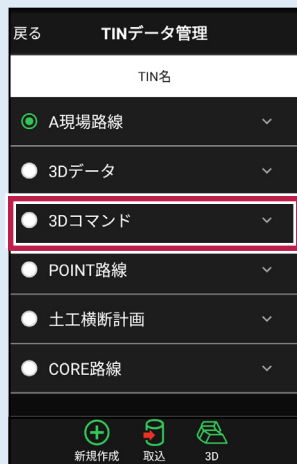 戻る TINデータ管理
TIN名
A現場路線
3Dデータ
3Dコマンド
POINT路線
土工横断計画
CORE路線
新規作成 取込 3D